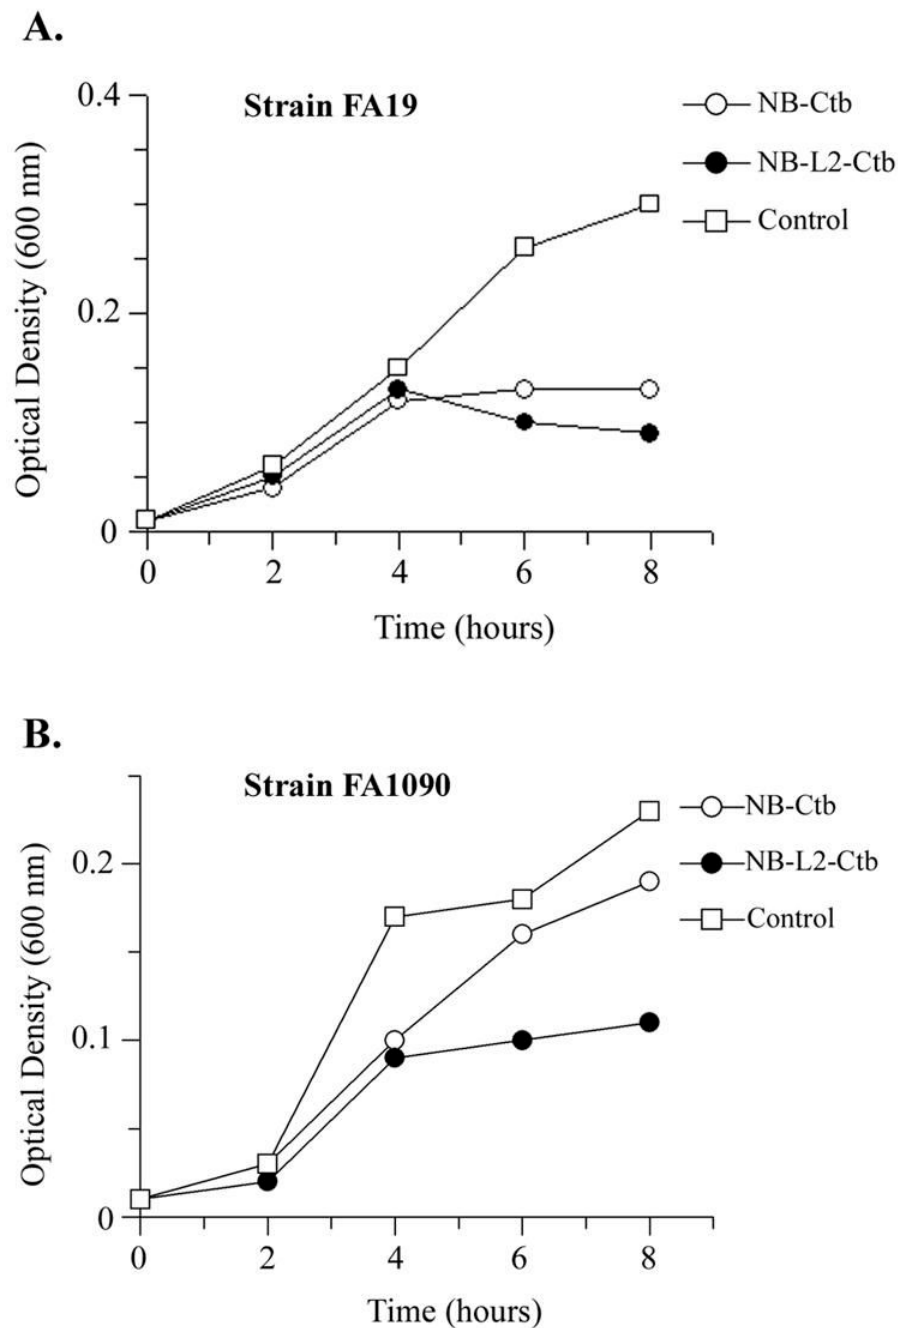 A.
Strain FA19
NB-Ctb
NB-L2-Ctb
Control
Optical Density (600 nm)
0.4
0.2
0
0 2 4 6 8
Time (hours)
B.
Strain FA1090
NB-Ctb
NB-L2-Ctb
Control
Optical Density (600 nm)
0.2
0.1
0
0 2 4 6 8
Time (hours)